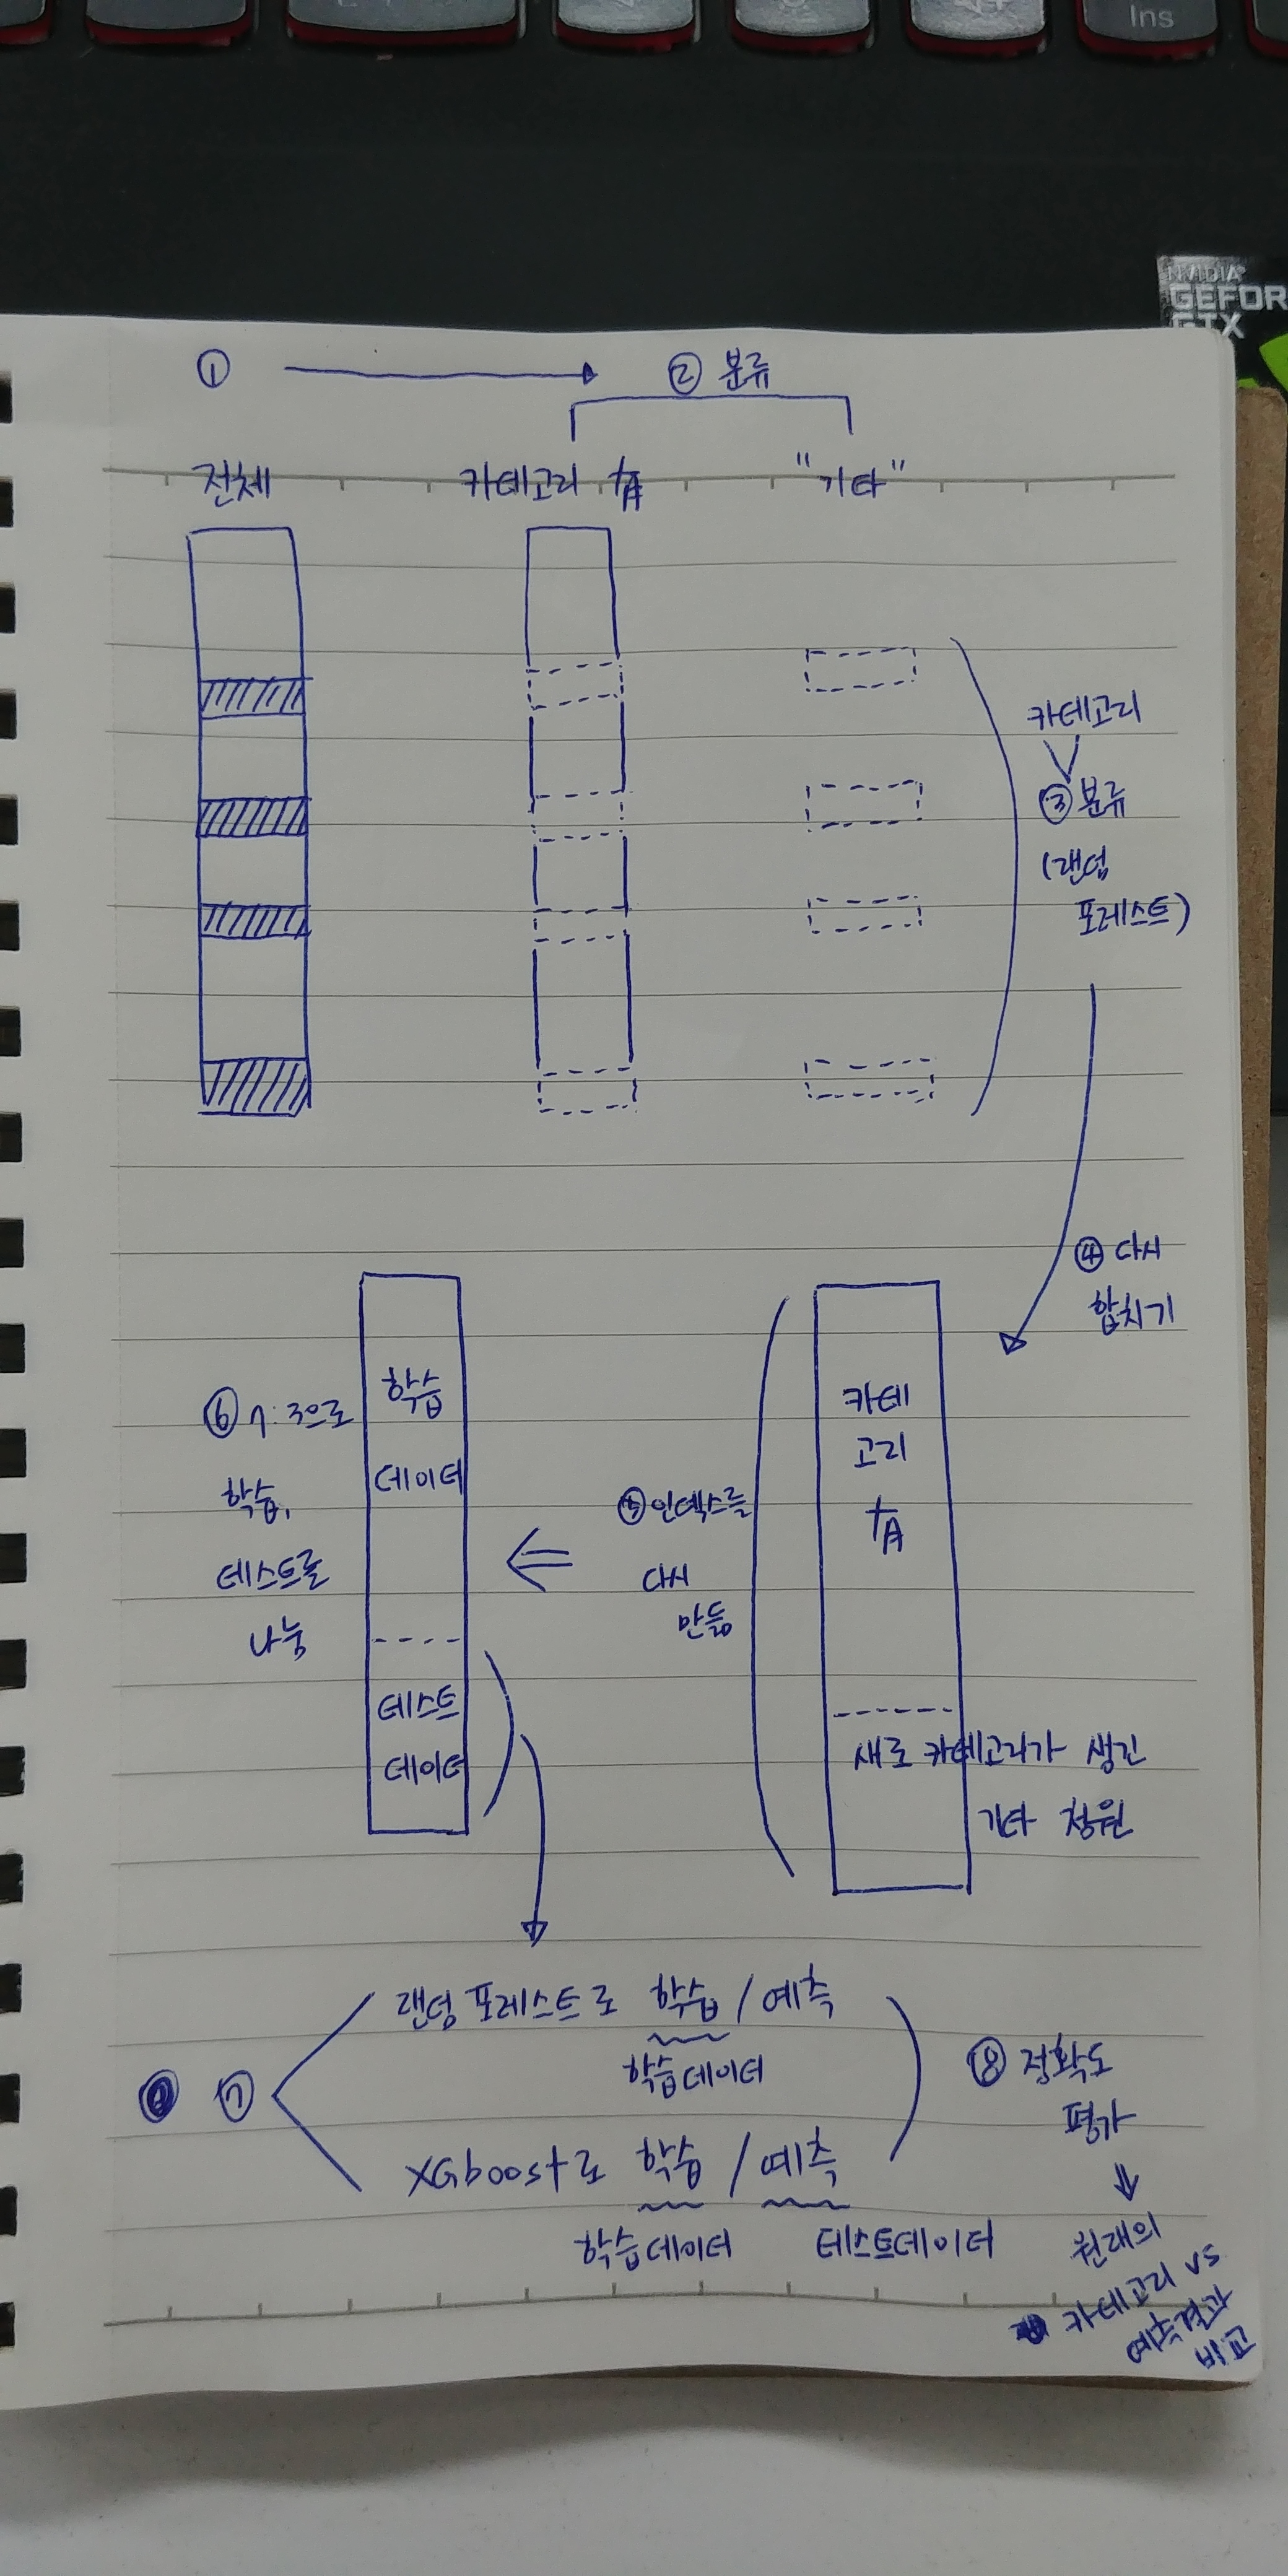 Ins
NVIDIA
GEFOR
GTX
① ② 분류
전체 카테고리 有 "기타"
카테고리
③ 분류
(랜덤
포레스트)
④ 다시
합치기
학습
데이터
⑥ 7:3으로
학습,
테스트를
나눔
테스트
데이터
⑤ 인덱스를
다시
만듦
카테
고리
有
새로 카테고리가 생긴
기타 청원
⑦
랜덤포레스트로 학습 / 예측
학습데이터
XGboost로 학습 / 예측
학습데이터 테스트데이터
⑧ 정확도
평가
원래의
카테고리 vs
예측결과
비교